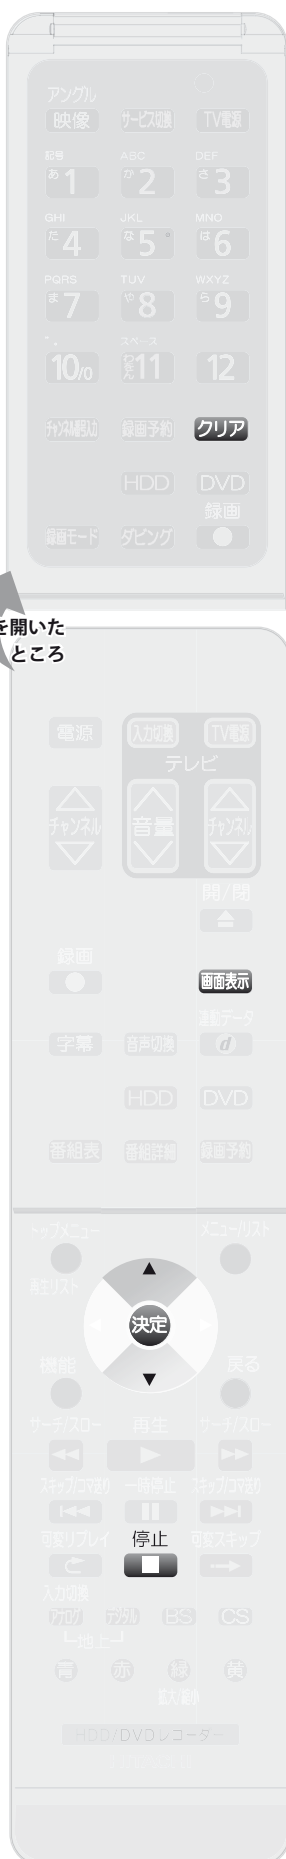 アングル
映像 サービス切換 TV電源
記号 ABC DEF
あ1 か2 さ3
GHI JKL MNO
た4 な5 は6
PQRS TUV WXYZ
ま7 や8 ら9
スペース
10/0 わをん11 12
チャンネル番号入力 録画予約 クリア
HDD DVD
録画
録画モード ダビング
を開いた
ところ
電源 入力切換 TV電源
テレビ
チャンネル 音量 チャンネル
開/閉
録画
画面表示
連動データ
字幕 音声切換 d
HDD DVD
番組表 番組詳細 録画予約
トップメニュー メニュー/リスト
再生リスト
決定
機能 戻る
サーチ/スロー 再生 サーチ/スロー
スキップ/コマ送り 一時停止 スキップ/コマ送り
可変リプレイ 停止 可変スキップ
入力切換
アナログ デジタル BS CS
地上
青 赤 緑 黄
拡大/縮小
HDD/DVDレコーダー